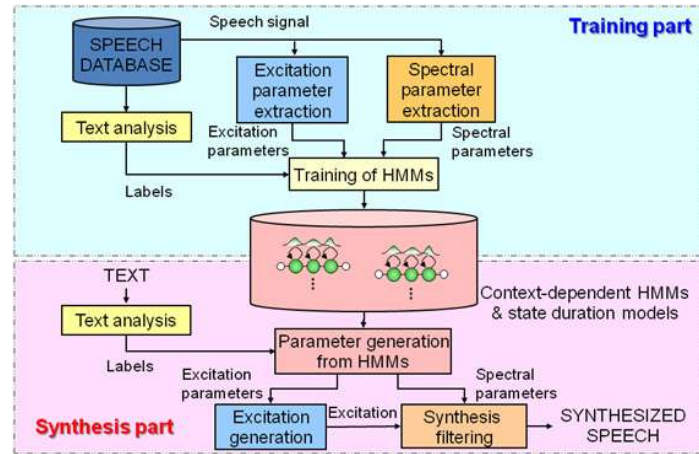 Speech signal
Training part
SPEECH
DATABASE
Excitation
parameter
extraction
Spectral
parameter
extraction
Text analysis
Excitation
parameters
Spectral
parameters
Labels
Training of HMMs
TEXT
Context-dependent HMMs
& state duration models
Text analysis
Parameter generation
from HMMs
Labels
Excitation
parameters
Spectral
parameters
Synthesis part
Excitation
generation
Excitation
Synthesis
filtering
SYNTHESIZED
SPEECH